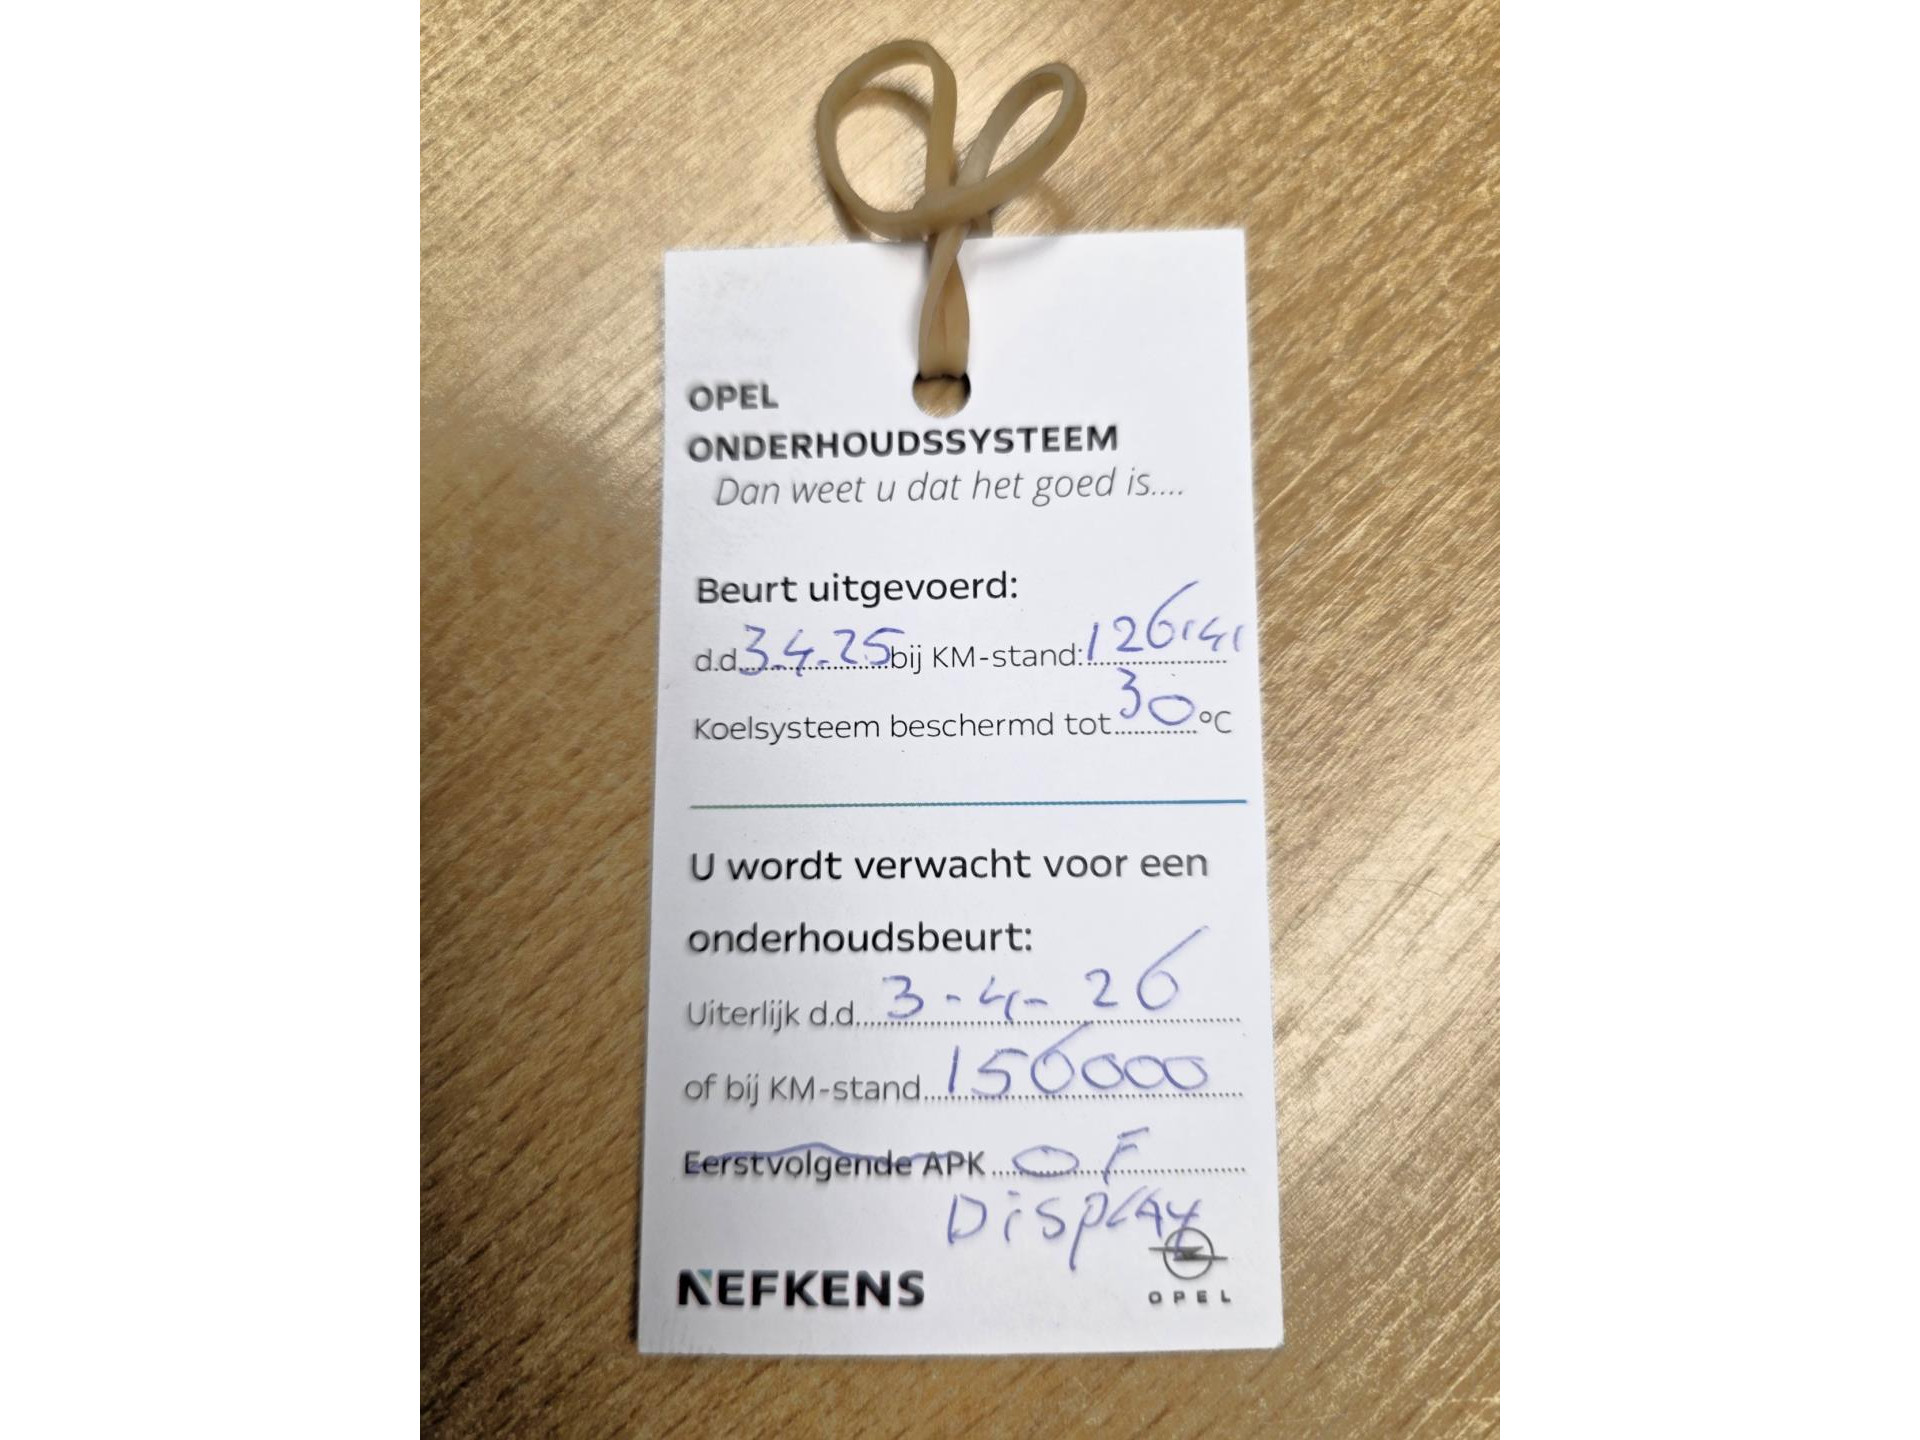 OPEL
ONDERHOUDSSYSTEEM
Dan weet u dat het goed is....
Beurt uitgevoerd:
d.d. 3.4.25 bij KM-stand: 126141
Koelsysteem beschermd tot 30 °C
U wordt verwacht voor een
onderhoudsbeurt:
Uiterlijk d.d. 3-4-26
of bij KM-stand 156000
Eerstvolgende APK OF
Display
NEFKENS
OPEL